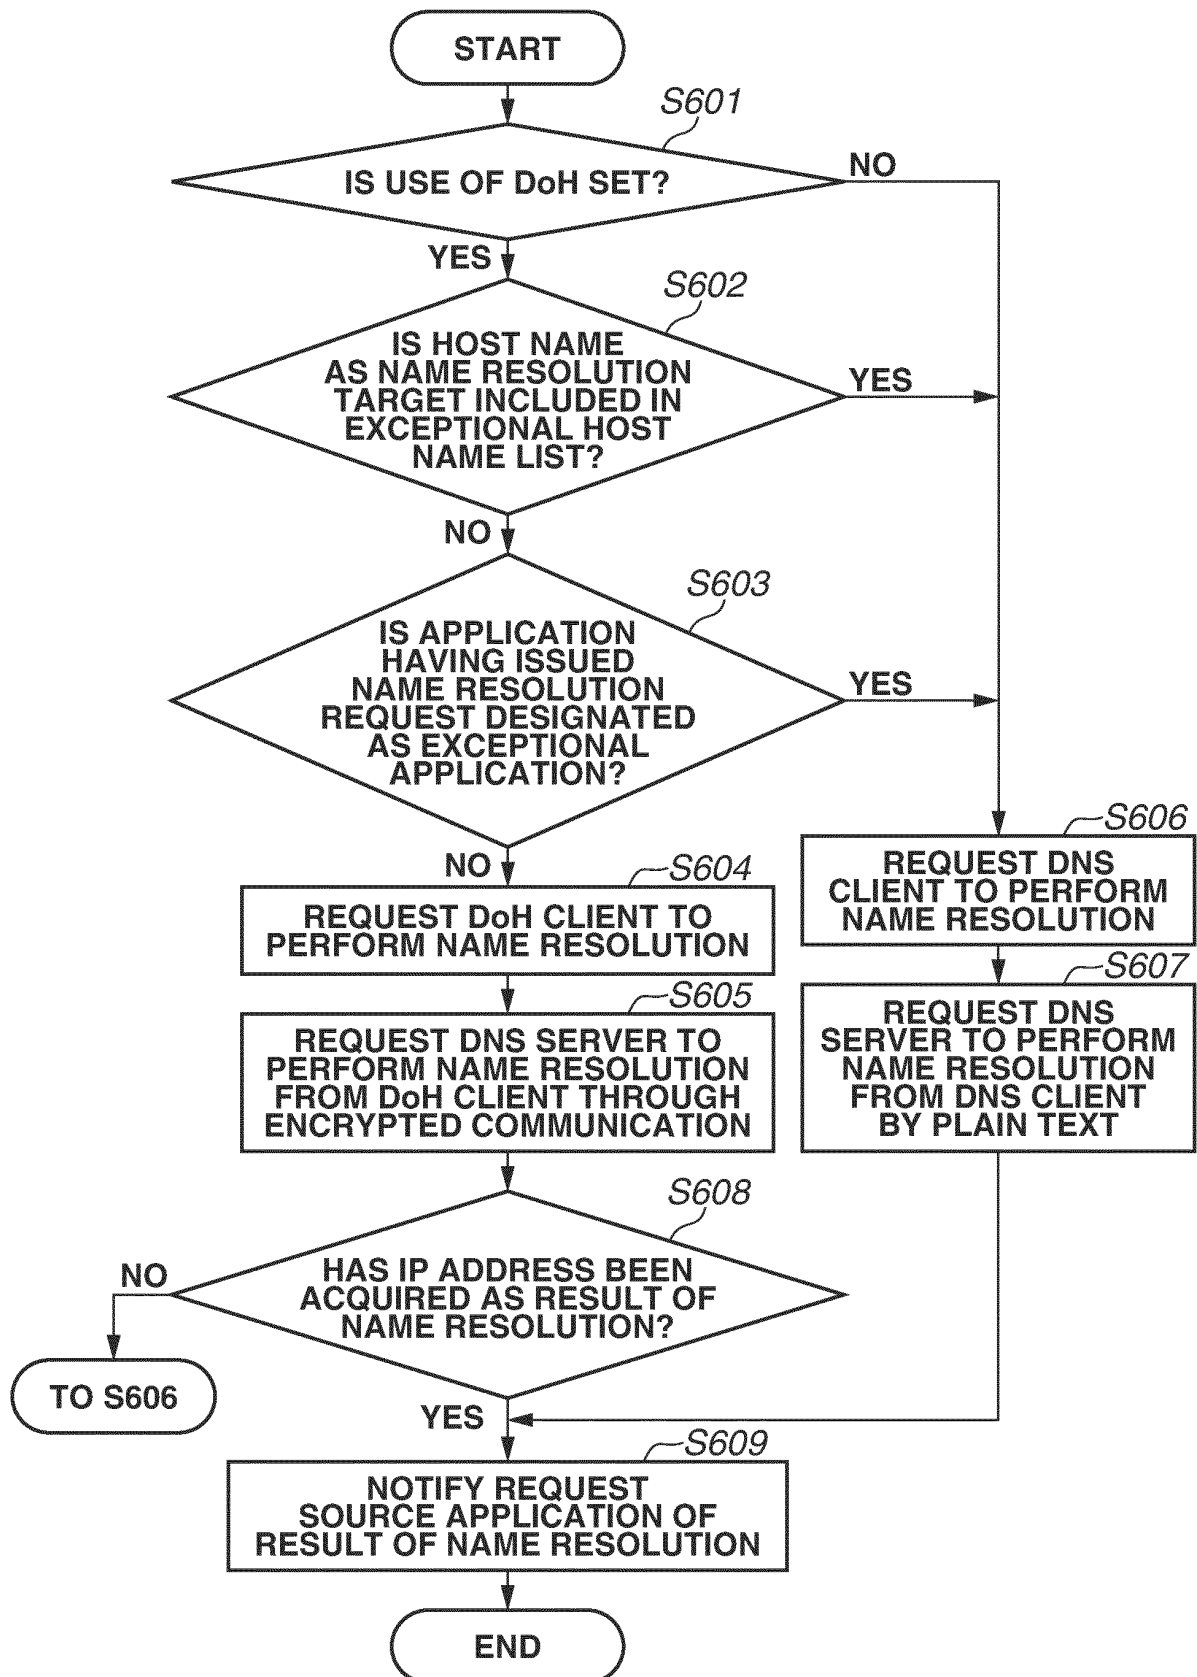 START
S601
IS USE OF DoH SET?
NO
YES
S602
IS HOST NAME
AS NAME RESOLUTION
TARGET INCLUDED IN
EXCEPTIONAL HOST
NAME LIST?
YES
NO
S603
IS APPLICATION
HAVING ISSUED
NAME RESOLUTION
REQUEST DESIGNATED
AS EXCEPTIONAL
APPLICATION?
YES
NO
S604
REQUEST DoH CLIENT TO
PERFORM NAME RESOLUTION
S605
REQUEST DNS SERVER TO
PERFORM NAME RESOLUTION
FROM DoH CLIENT THROUGH
ENCRYPTED COMMUNICATION
S606
REQUEST DNS
CLIENT TO PERFORM
NAME RESOLUTION
S607
REQUEST DNS
SERVER TO PERFORM
NAME RESOLUTION
FROM DNS CLIENT
BY PLAIN TEXT
S608
HAS IP ADDRESS BEEN
ACQUIRED AS RESULT OF
NAME RESOLUTION?
NO
TO S606
YES
S609
NOTIFY REQUEST
SOURCE APPLICATION OF
RESULT OF NAME RESOLUTION
END